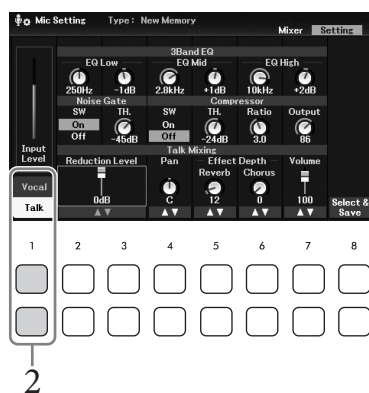 Mic Setting Type : New Memory
Mixer Setting
3Band EQ
EQ Low EQ Mid EQ High
250Hz -1dB 2.8kHz +1dB 10kHz +2dB
Noise Gate Compressor
SW TH. SW TH. Ratio Output
On On
Off -45dB Off -24dB 3.0 86
Input Level
Talk Mixing
Reduction Level Pan Effect Depth Volume
Reverb Chorus
Vocal
Talk
0dB C 12 0 100
Select & Save
1 2 3 4 5 6 7 8
2